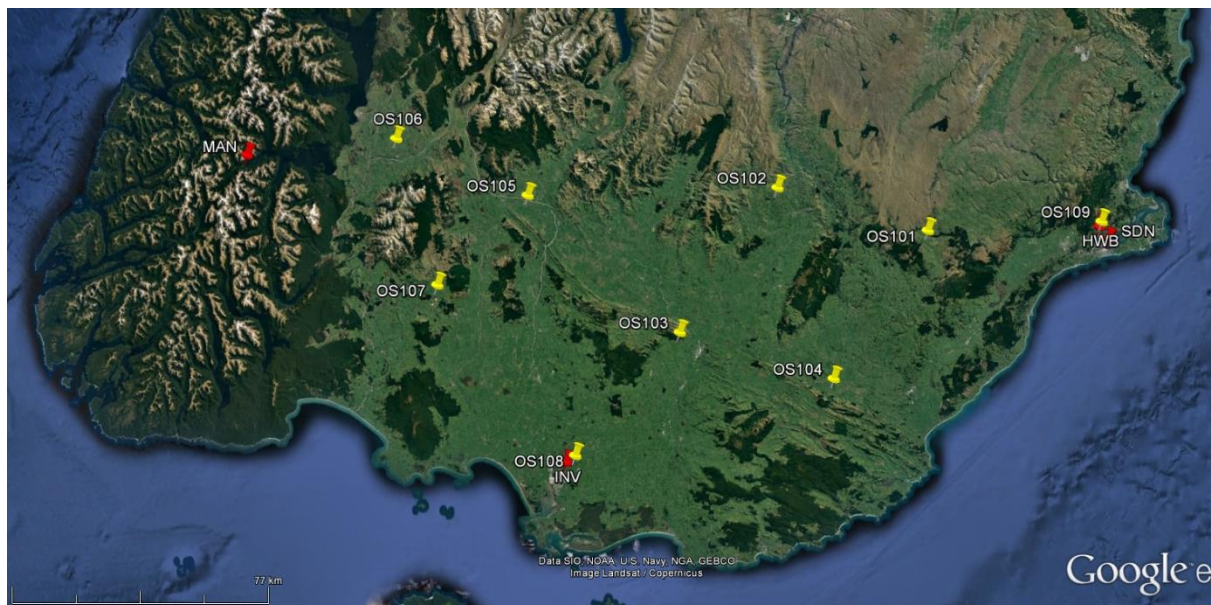 OS106
MAN
OS105
OS102
OS109
SDN
OS101
HWB
OS107
OS103
OS104
OS108
INV
Data SIO, NOAA, U.S. Navy, NGA, GEBCO
Image Landsat / Copernicus
77 km
Google e